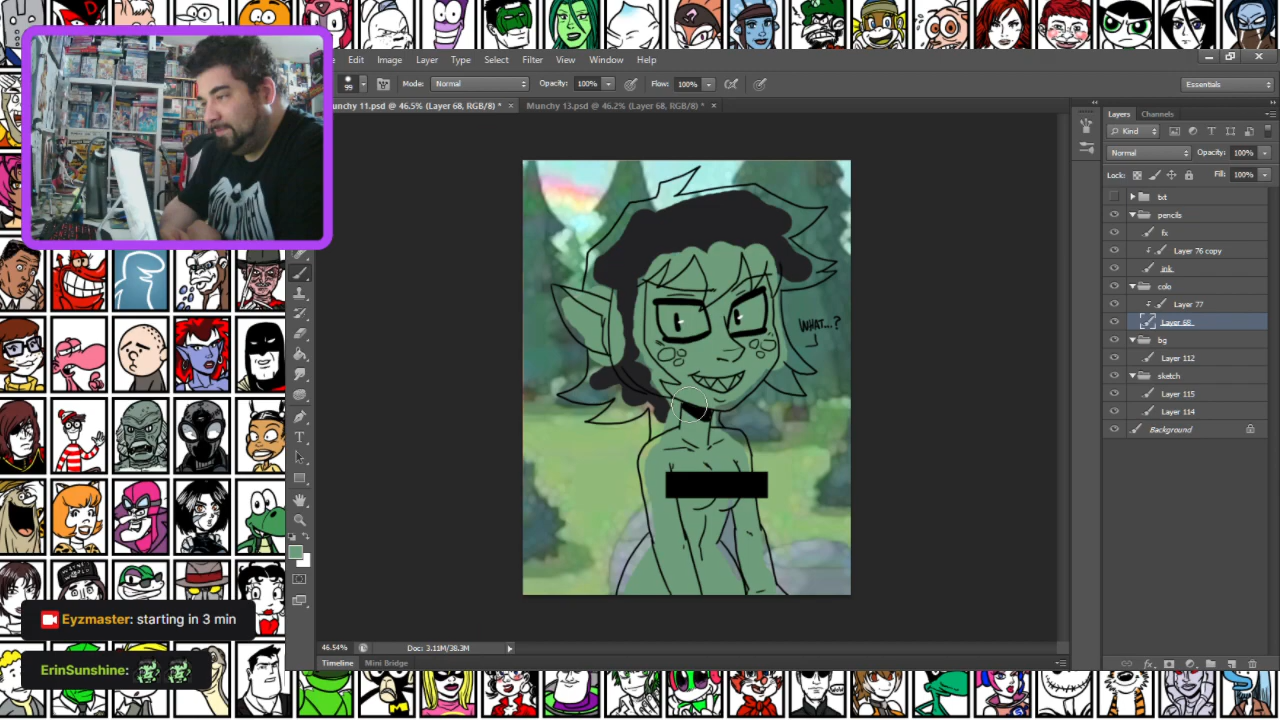 Edit Image Layer Type Select Filter View Window Help
99 Mode: Normal Opacity: 100% Flow: 100% Essentials
unchy 11.psd @ 46.5% (Layer 68, RGB/8) * × Munchy 13.psd @ 46.2% (Layer 68, RGB/8) * ×
Layers Channels
Kind
Normal Opacity: 100%
Lock: Fill: 100%
txt
pencils
fx
Layer 76 copy
ink
colo
Layer 77
Layer 68
bg
Layer 112
sketch
Layer 115
Layer 114
Background
WHAT...?
Eyzmaster: starting in 3 min
ErinSunshine:
46.54% Doc: 3.11M/38.3M
Timeline Mini Bridge